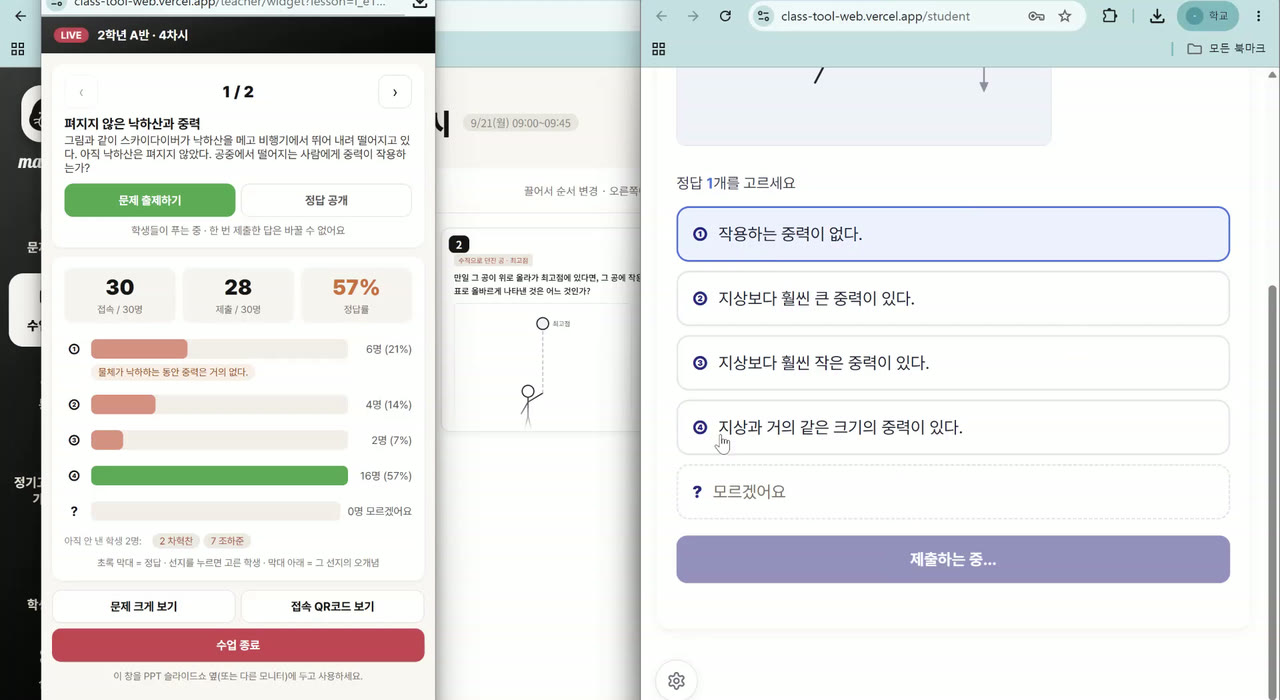 class-tool-web.vercel.app/teacher/widget?lesson=l_e1...
LIVE 2학년 A반 · 4차시
1 / 2
펴지지 않은 낙하산과 중력
그림과 같이 스카이다이버가 낙하산을 메고 비행기에서 뛰어 내려 떨어지고 있
다. 아직 낙하산은 펴지지 않았다. 공중에서 떨어지는 사람에게 중력이 작용하
는가?
문제 출제하기
정답 공개
학생들이 푸는 중 · 한 번 제출한 답은 바꿀 수 없어요
30
접속 / 30명
28
제출 / 30명
57%
정답률
① 6명 (21%)
물체가 낙하하는 동안 중력은 거의 없다.
② 4명 (14%)
③ 2명 (7%)
④ 16명 (57%)
? 0명 모르겠어요
아직 안 낸 학생 2명: 2 차혁찬 7 조하준
초록 막대 = 정답 · 선지를 누르면 고른 학생 · 막대 아래 = 그 선지의 오개념
문제 크게 보기
접속 QR코드 보기
수업 종료
이 창을 PPT 슬라이드쇼 옆(또는 다른 모니터)에 두고 사용하세요.
ma
문
수
정기고
기
학
시
9/21(월) 09:00~09:45
끌어서 순서 변경 · 오른쪽
2
수직으로 던진 공 · 최고점
만일 그 공이 위로 올라가 최고점에 있다면, 그 공에 작용
표로 올바르게 나타낸 것은 어느 것인가?
최고점
class-tool-web.vercel.app/student
학교
모든 북마크
정답 1개를 고르세요
① 작용하는 중력이 없다.
② 지상보다 훨씬 큰 중력이 있다.
③ 지상보다 훨씬 작은 중력이 있다.
④ 지상과 거의 같은 크기의 중력이 있다.
? 모르겠어요
제출하는 중...